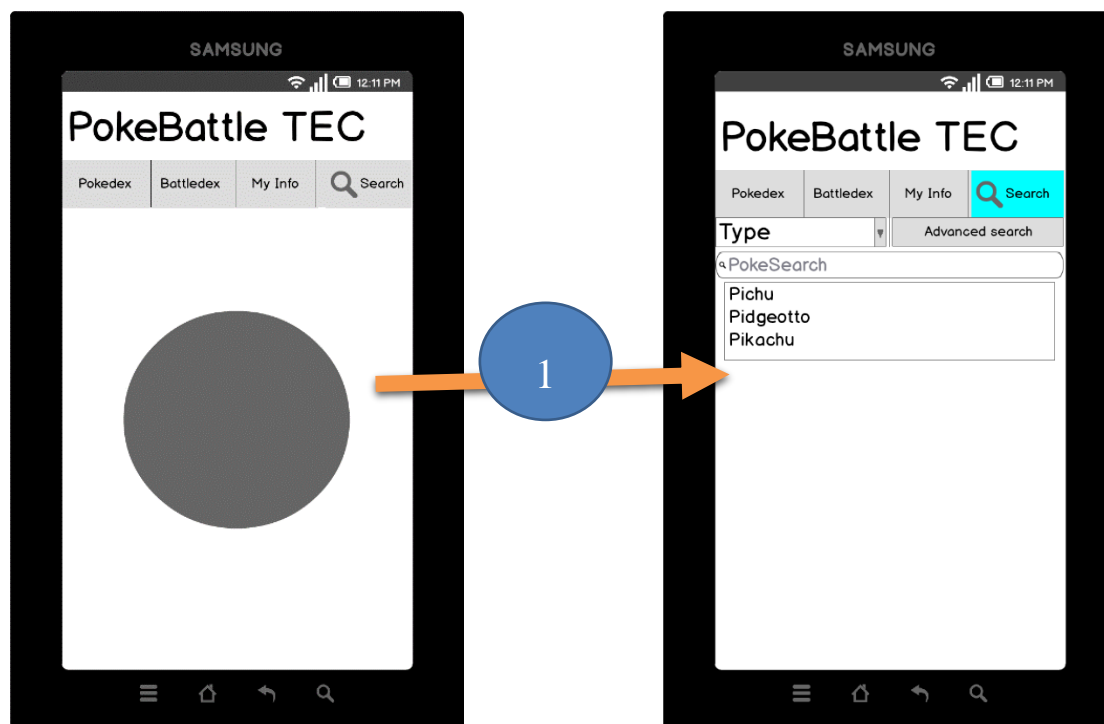 SAMSUNG
12:11 PM
PokeBattle TEC
Pokedex Battledex My Info Search
1
SAMSUNG
12:11 PM
PokeBattle TEC
Pokedex Battledex My Info Search
Type Advanced search
PokeSearch
Pichu
Pidgeotto
Pikachu